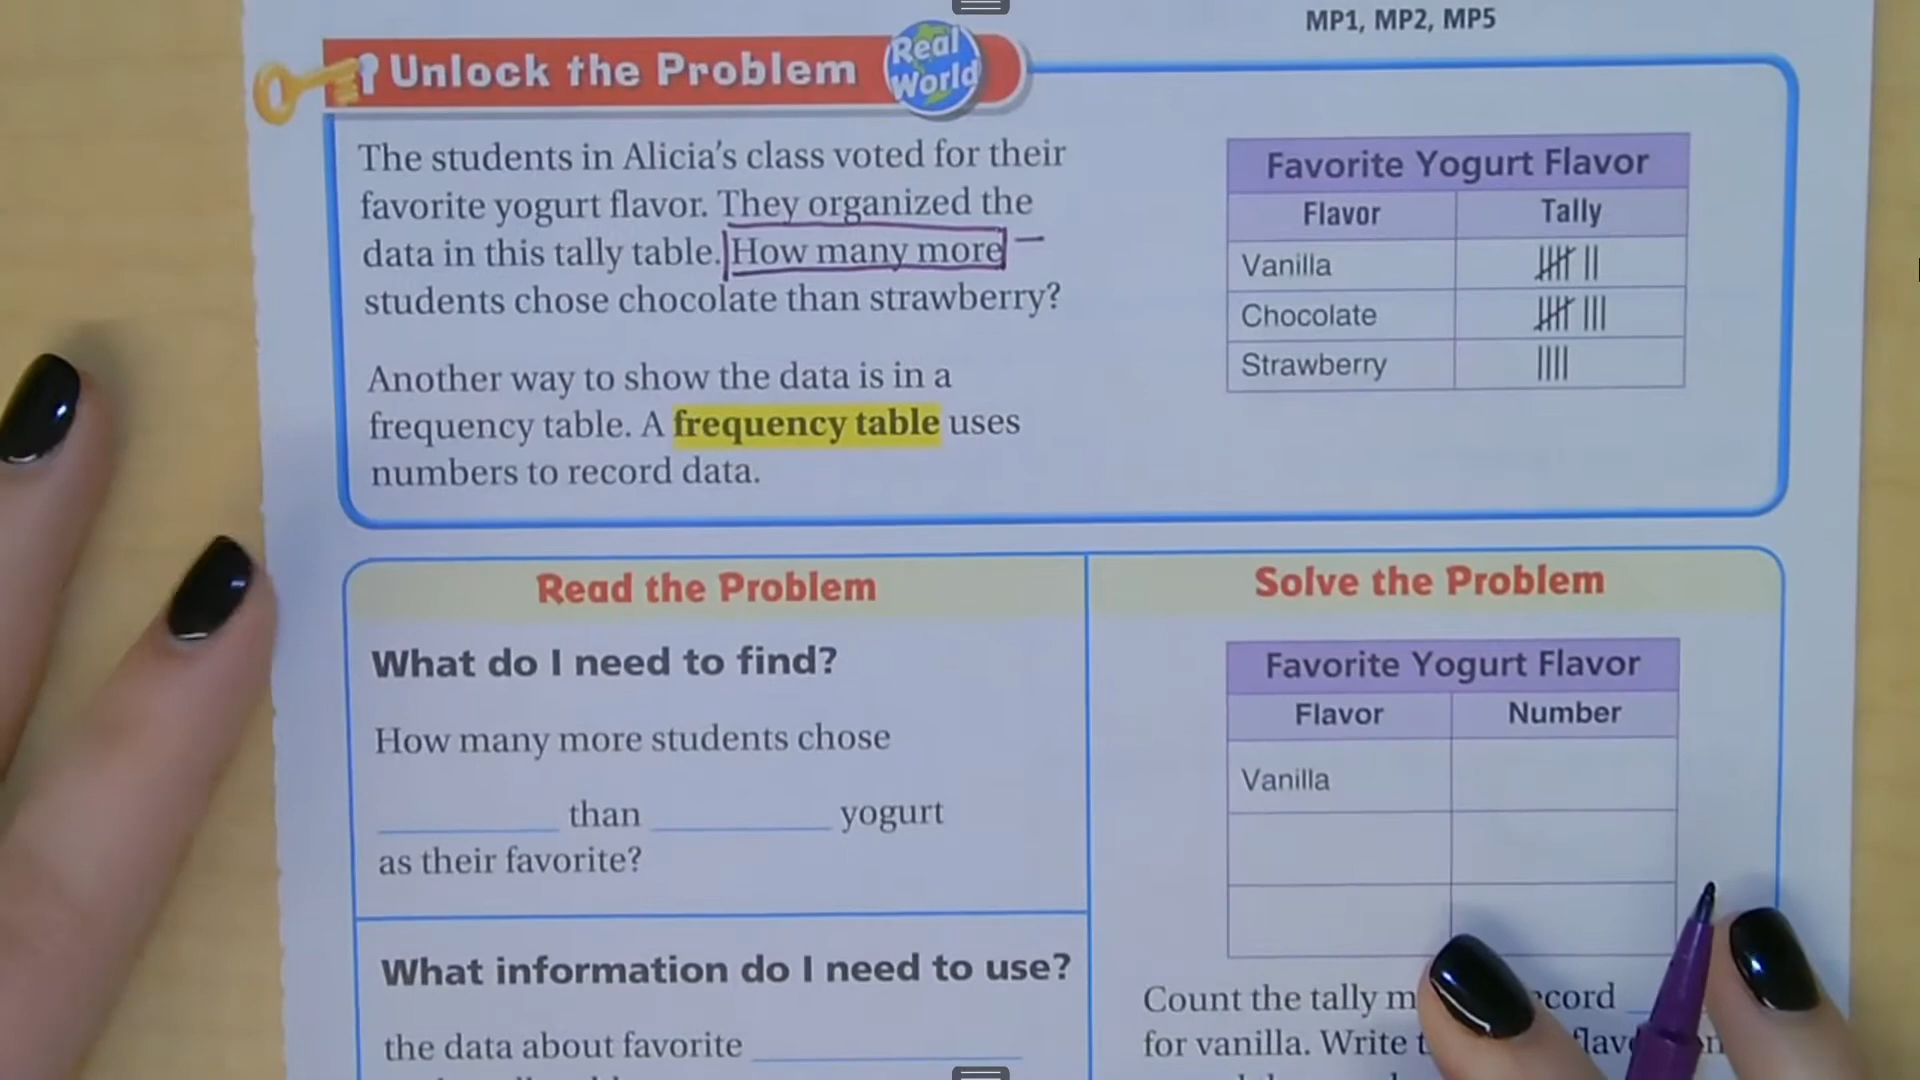 MP1, MP2, MP5
Unlock the Problem
Real World
The students in Alicia's class voted for their
favorite yogurt flavor. They organized the
data in this tally table. How many more
students chose chocolate than strawberry?
Another way to show the data is in a
frequency table. A frequency table uses
numbers to record data.
Favorite Yogurt Flavor
Flavor Tally
Vanilla
Chocolate
Strawberry
Read the Problem
What do I need to find?
How many more students chose
than yogurt
as their favorite?
What information do I need to use?
the data about favorite
Solve the Problem
Favorite Yogurt Flavor
Flavor Number
Vanilla
Count the tally
for vanilla. Write